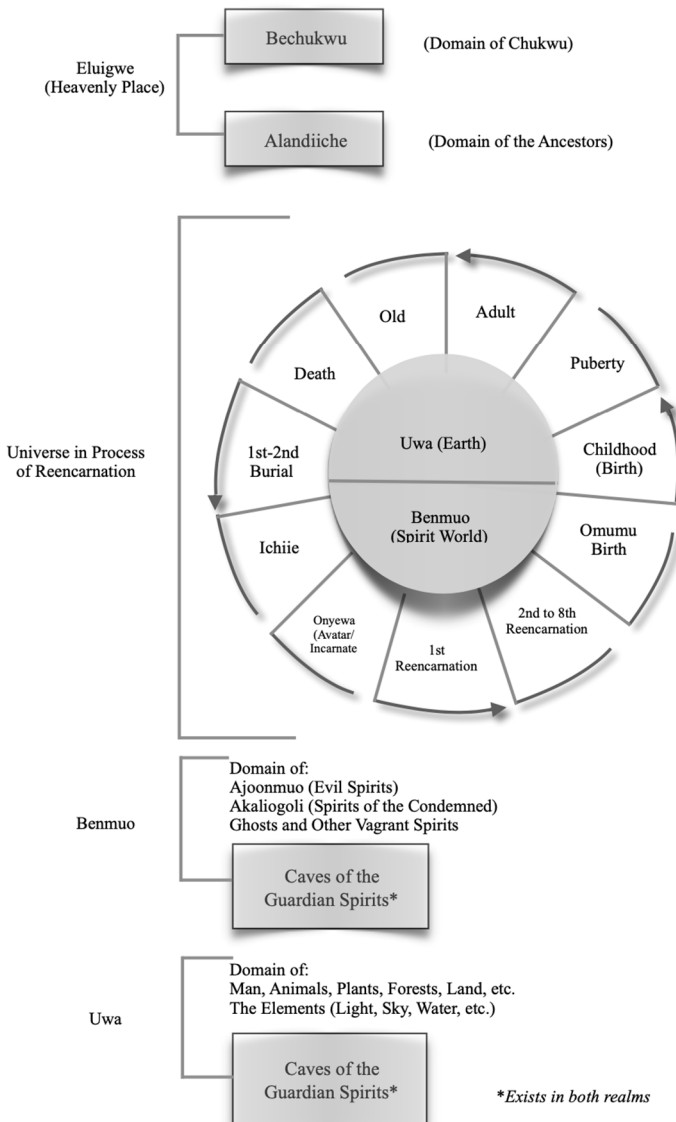 Bechukwu
(Domain of Chukwu)
Eluigwe
(Heavenly Place)
Alandiiche
(Domain of the Ancestors)
Old
Adult
Puberty
Death
Childhood
(Birth)
1st-2nd
Burial
Uwa (Earth)
Universe in Process
of Reencarnation
Benmuo
(Spirit World)
Omumu
Birth
Ichiie
2nd to 8th
Reencarnation
Onyewa
(Avatar/
Incarnate
1st
Reencarnation
Benmuo
Domain of:
Ajoonmuo (Evil Spirits)
Akaliogoli (Spirits of the Condemned)
Ghosts and Other Vagrant Spirits
Caves of the
Guardian Spirits*
Uwa
Domain of:
Man, Animals, Plants, Forests, Land, etc.
The Elements (Light, Sky, Water, etc.)
Caves of the
Guardian Spirits*
*Exists in both realms